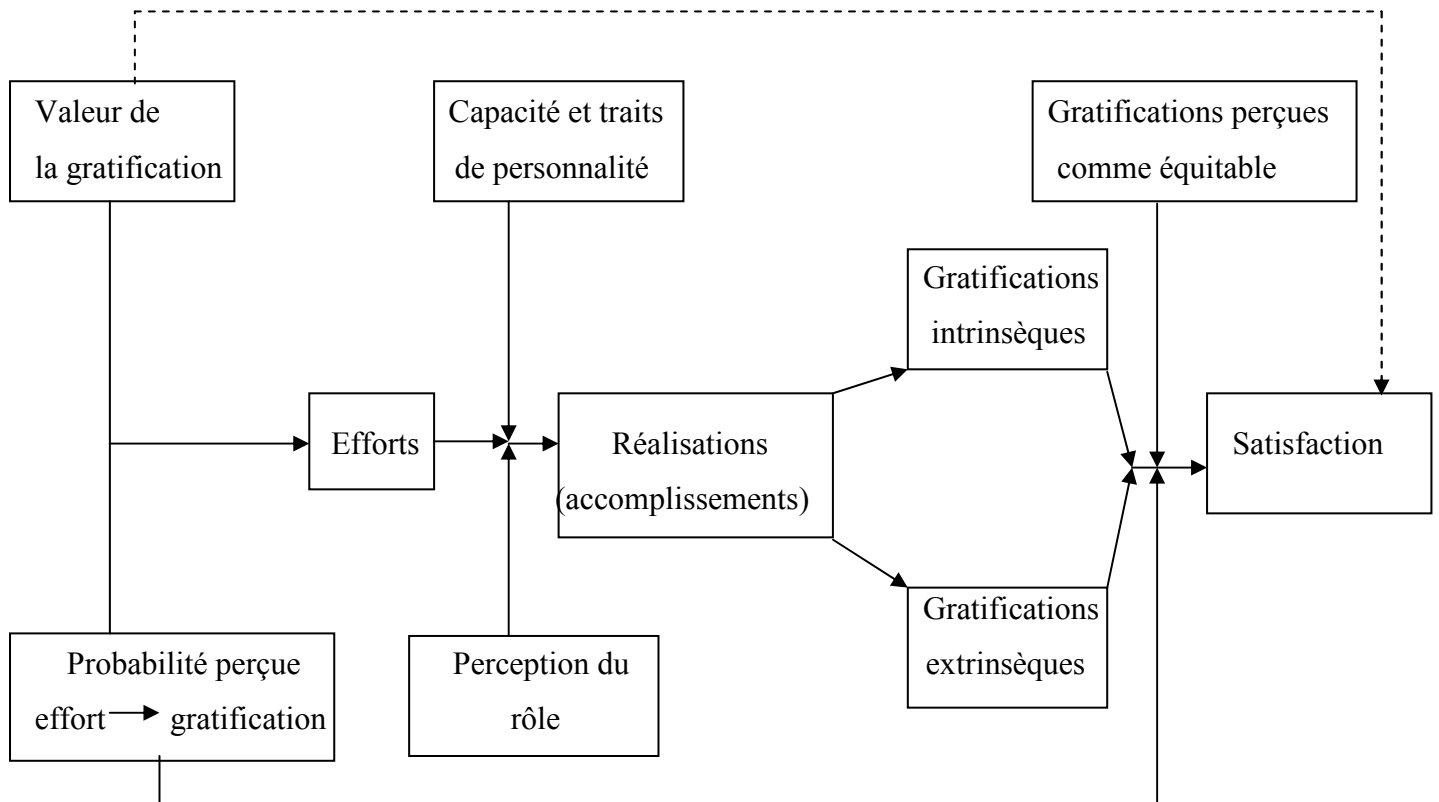 Valeur de
la gratification
Capacité et traits
de personnalité
Gratifications perçues
comme équitable
Gratifications
intrinsèques
Efforts
Réalisations
(accomplissements)
Satisfaction
Gratifications
extrinsèques
Probabilité perçue
effort gratification
Perception du
rôle